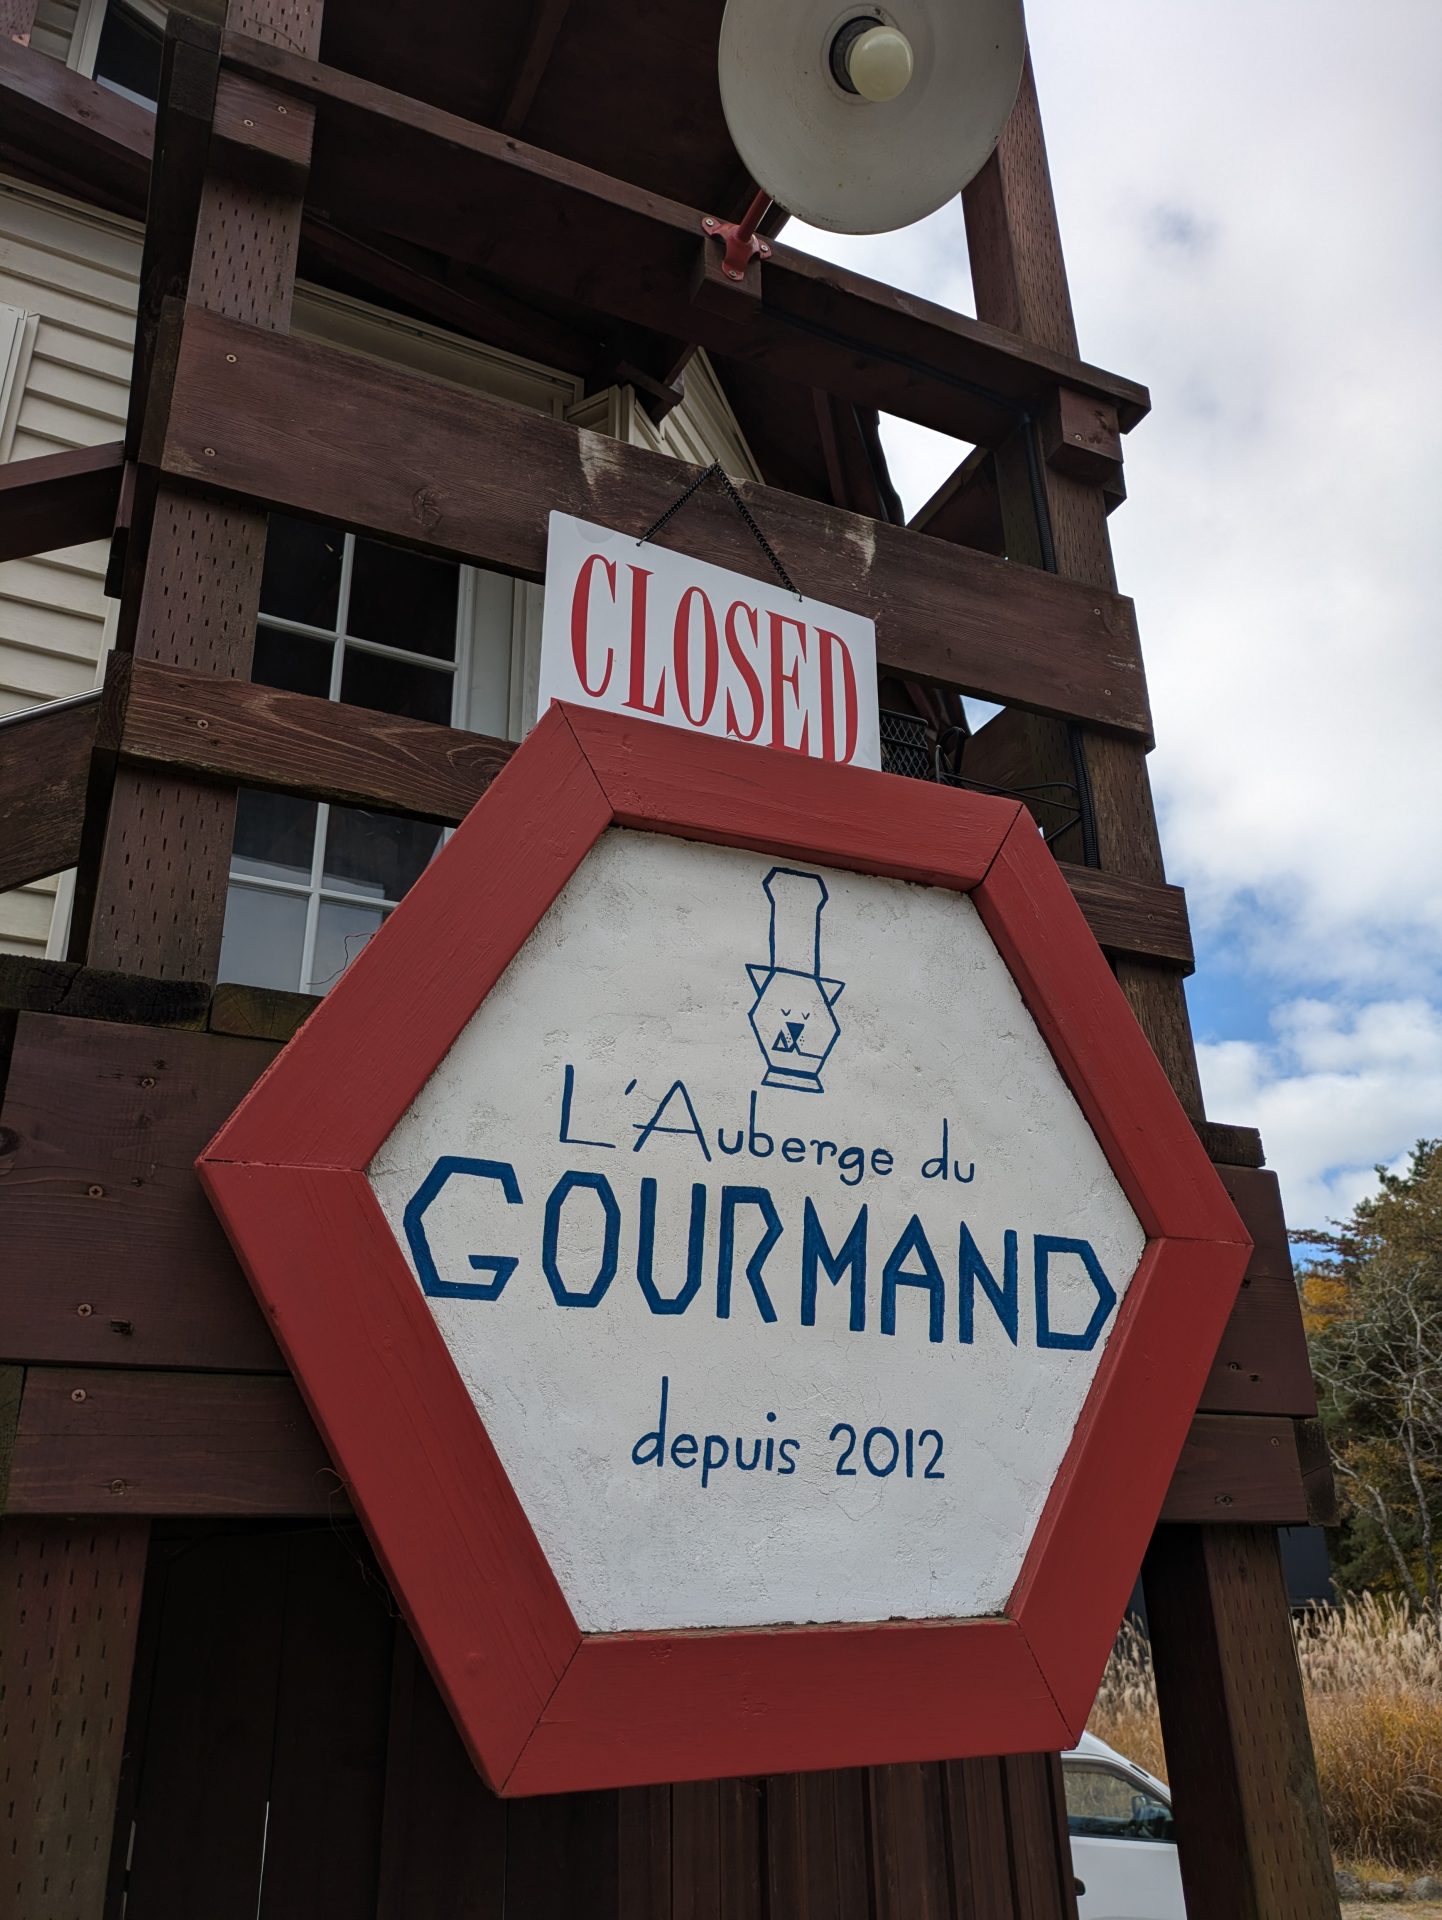 CLOSED
L'Auberge du
GOURMAND
depuis 2012